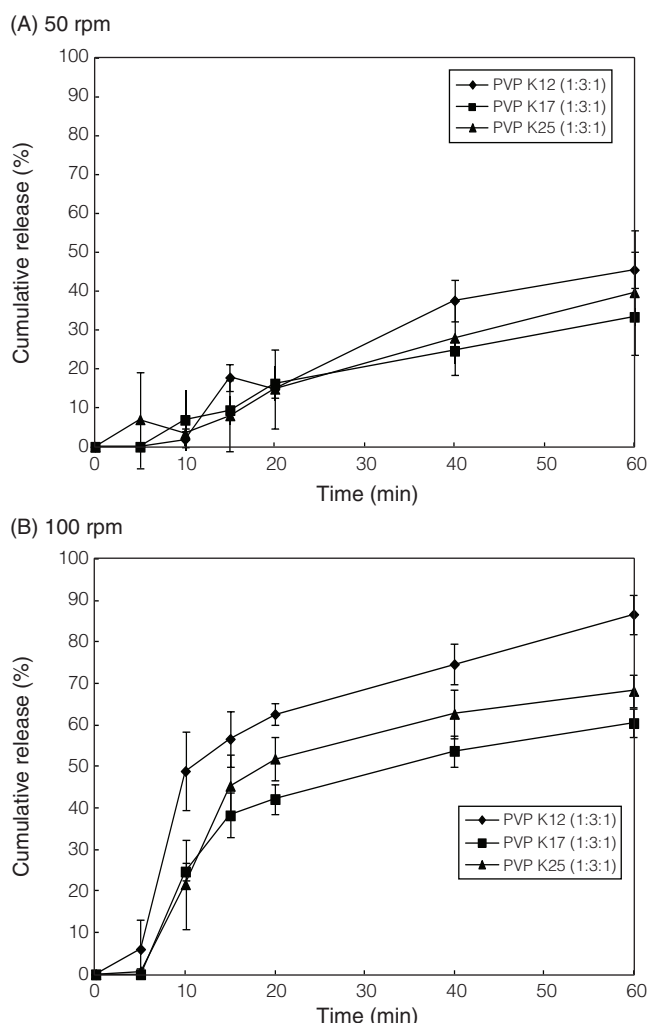 (A) 50 rpm
100
90
80
70
60
50
40
30
20
10
0
Cumulative release (%)
PVP K12 (1:3:1)
PVP K17 (1:3:1)
PVP K25 (1:3:1)
0 10 20 30 40 50 60
Time (min)
(B) 100 rpm
100
90
80
70
60
50
40
30
20
10
0
Cumulative release (%)
PVP K12 (1:3:1)
PVP K17 (1:3:1)
PVP K25 (1:3:1)
0 10 20 30 40 50 60
Time (min)